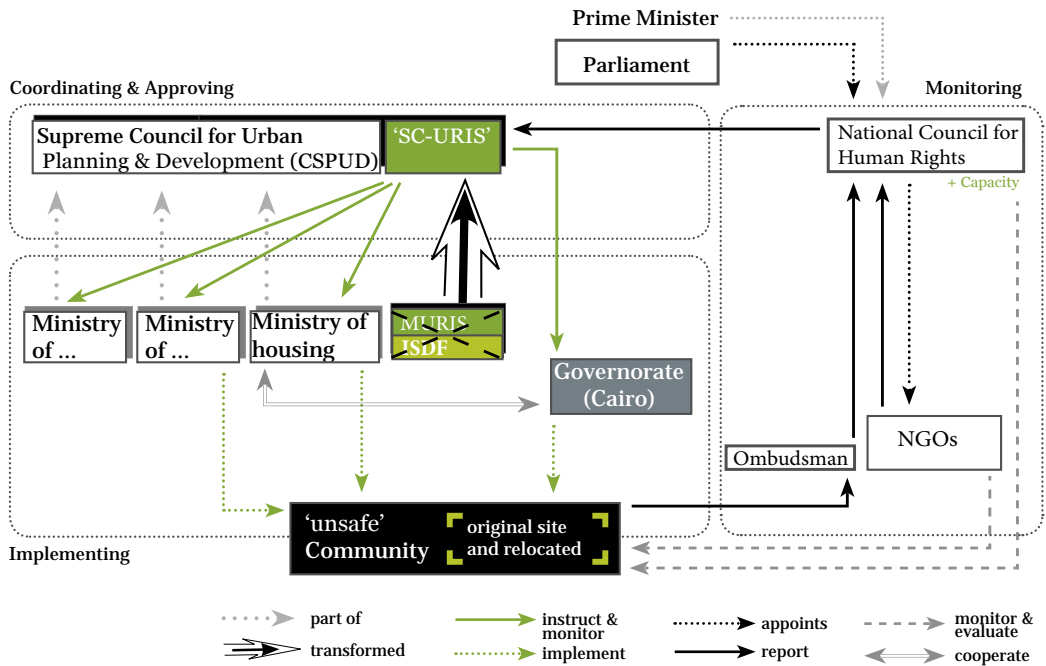 Prime Minister
Parliament
Coordinating & Approving
Monitoring
Supreme Council for Urban
Planning & Development (CSPUD)
‘SC-URIS’
National Council for
Human Rights
+ Capacity
Ministry
of ...
Ministry
of ...
Ministry of
housing
MURIS
ISDF
Governorate
(Cairo)
NGOs
Ombudsman
‘unsafe’
Community
original site
and relocated
Implementing
part of
transformed
instruct &
monitor
implement
appoints
report
monitor &
evaluate
cooperate